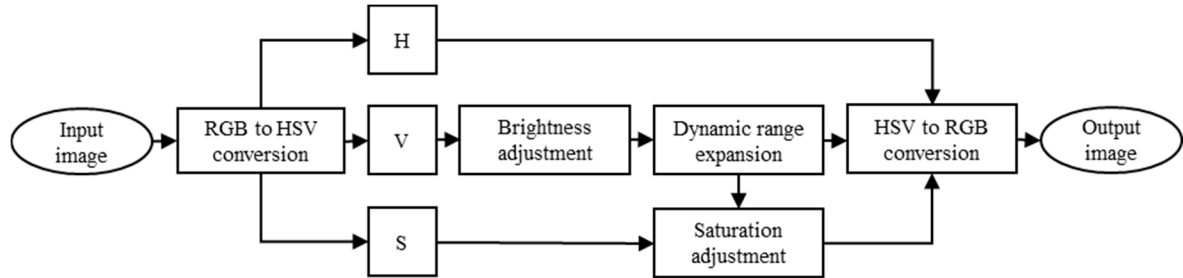 H
Input
image
RGB to HSV
conversion
V
Brightness
adjustment
Dynamic range
expansion
HSV to RGB
conversion
Output
image
S
Saturation
adjustment